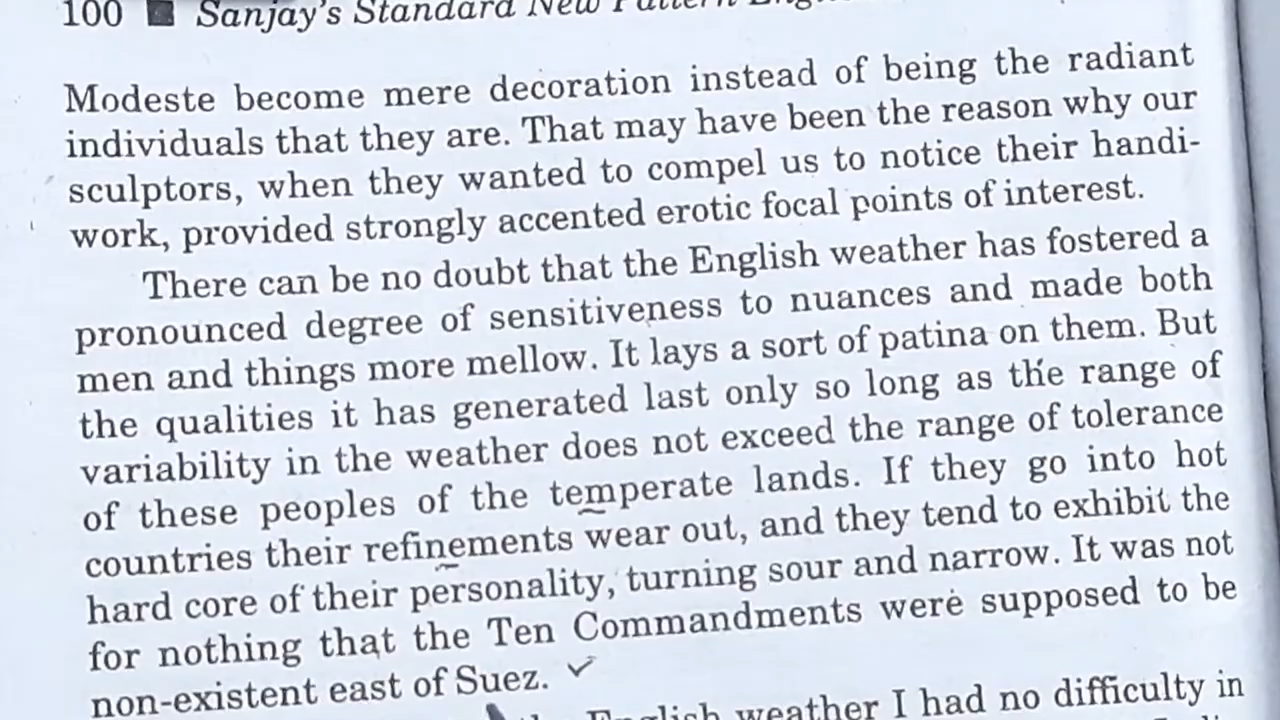 100 ■ Sanjay's Standard New Pattern
Modeste become mere decoration instead of being the radiant
individuals that they are. That may have been the reason why our
sculptors, when they wanted to compel us to notice their handi-
work, provided strongly accented erotic focal points of interest.
There can be no doubt that the English weather has fostered a
pronounced degree of sensitiveness to nuances and made both
men and things more mellow. It lays a sort of patina on them. But
the qualities it has generated last only so long as the range of
variability in the weather does not exceed the range of tolerance
of these peoples of the temperate lands. If they go into hot
countries their refinements wear out, and they tend to exhibit the
hard core of their personality, turning sour and narrow. It was not
for nothing that the Ten Commandments were supposed to be
non-existent east of Suez.
English weather I had no difficulty in